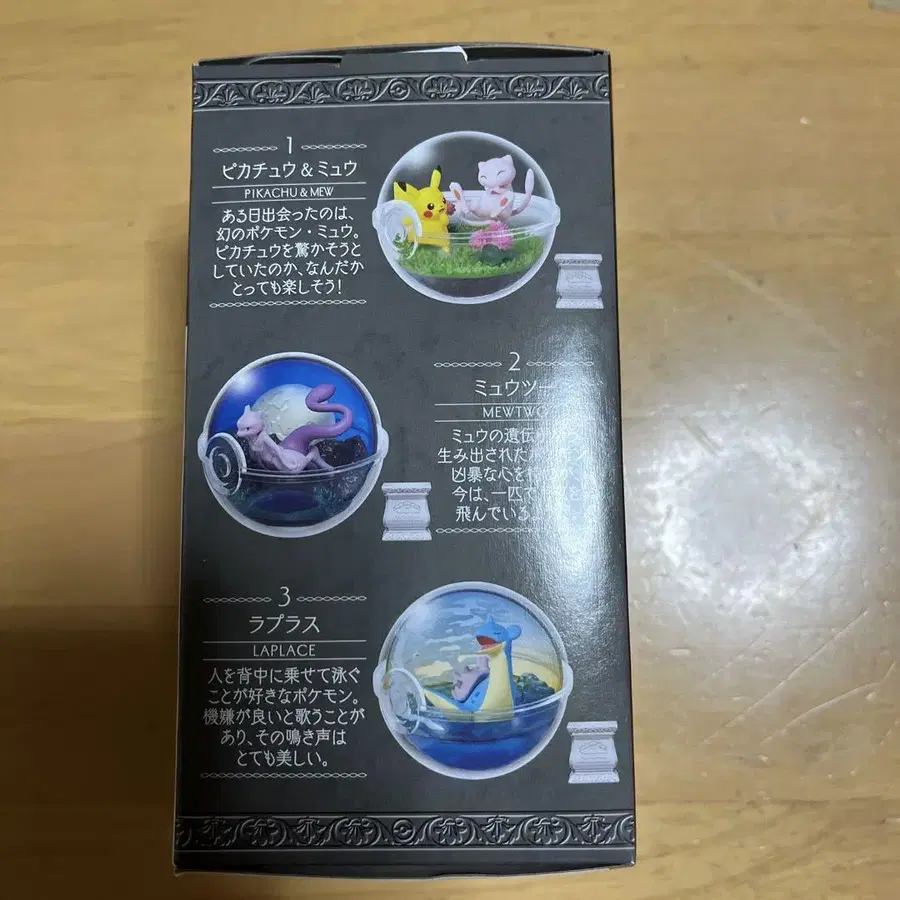 1
ピカチュウ & ミュウ
PIKACHU & MEW
ある日出会ったのは、
幻のポケモン・ミュウ。
ピカチュウを驚かそうと
していたのか、なんだか
とっても楽しそう!
2
ミュウツー
MEWTWO
ミュウの遺伝
生み出された
凶暴な心を
今は、一匹で
飛んでいる
3
ラプラス
LAPLACE
人を背中に乗せて泳ぐ
ことが好きなポケモン。
機嫌が良いと歌うことが
あり、その鳴き声は
とても美しい。